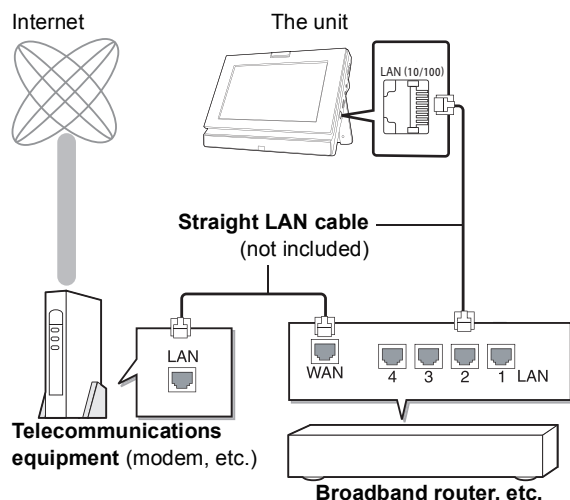 Internet
The unit
LAN (10/100)
Straight LAN cable
(not included)
LAN
WAN
4 3 2 1 LAN
Telecommunications
equipment (modem, etc.)
Broadband router, etc.